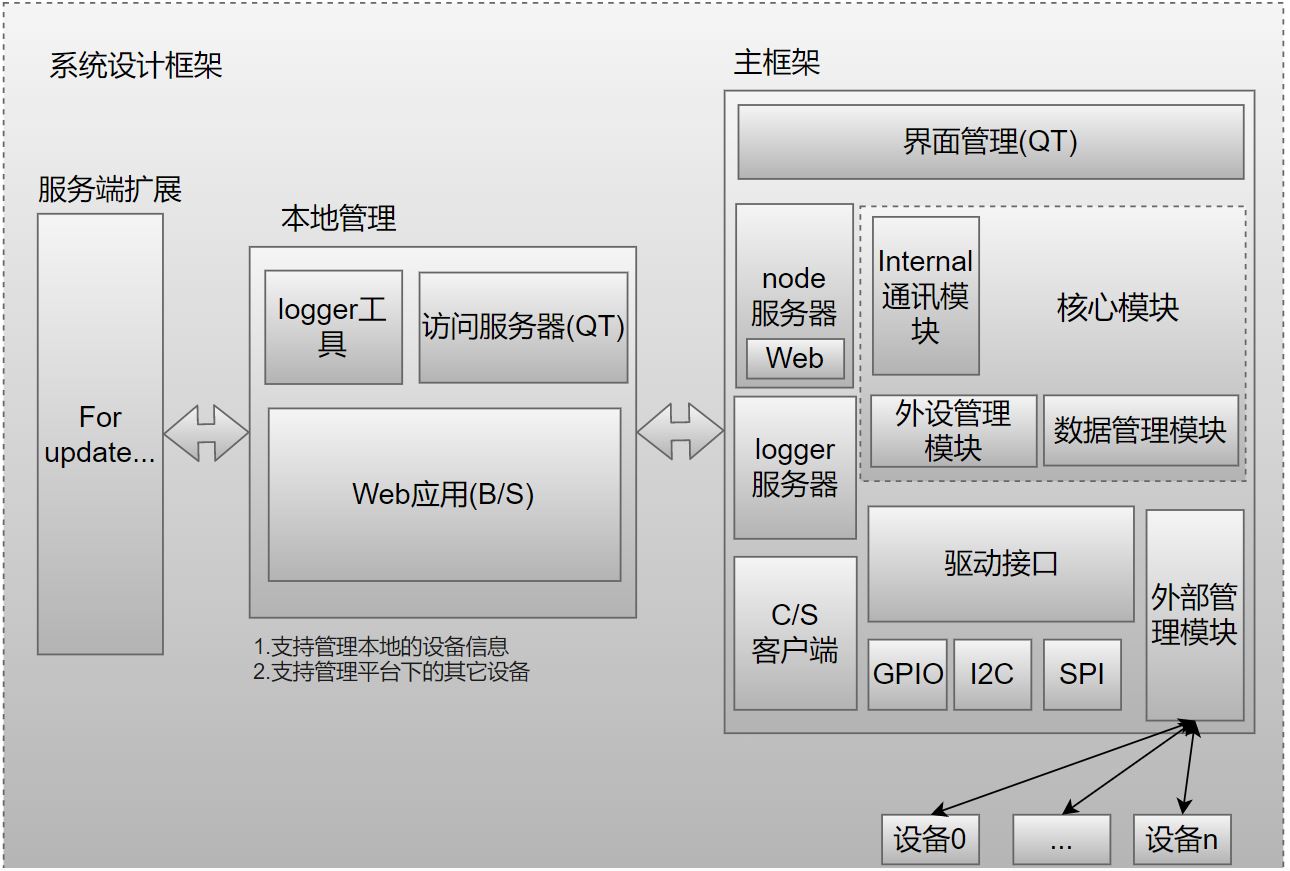 系统设计框架
服务端扩展
For
update...
本地管理
logger工
具
访问服务器(QT)
Web应用(B/S)
1.支持管理本地的设备信息
2.支持管理平台下的其它设备
主框架
界面管理(QT)
node
服务器
Web
Internal
通讯模
块
核心模块
外设管理
模块
数据管理模块
logger
服务器
C/S
客户端
驱动接口
GPIO
I2C
SPI
外部管
理模块
设备0
...
设备n